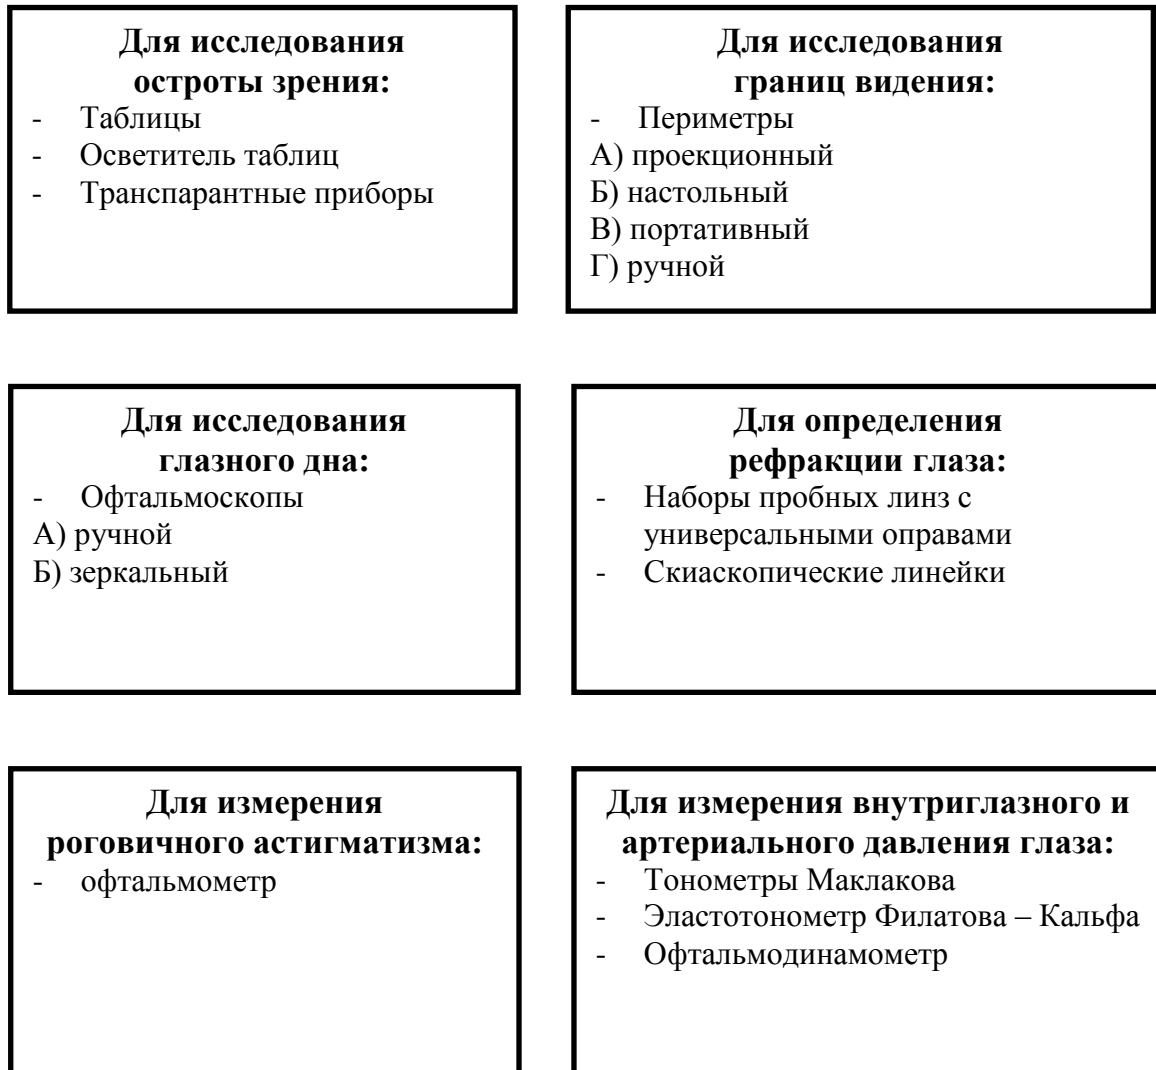 Для исследования
остроты зрения:
- Таблицы
- Осветитель таблиц
- Транспарантные приборы
Для исследования
границ видения:
- Периметры
А) проекционный
Б) настольный
В) портативный
Г) ручной
Для исследования
глазного дна:
- Офтальмоскопы
А) ручной
Б) зеркальный
Для определения
рефракции глаза:
- Наборы пробных линз с
универсальными оправами
- Скиаскопические линейки
Для измерения
роговичного астигматизма:
- офтальмометр
Для измерения внутриглазного и
артериального давления глаза:
- Тонометры Маклакова
- Эластотонометр Филатова – Кальфа
- Офтальмодинамометр